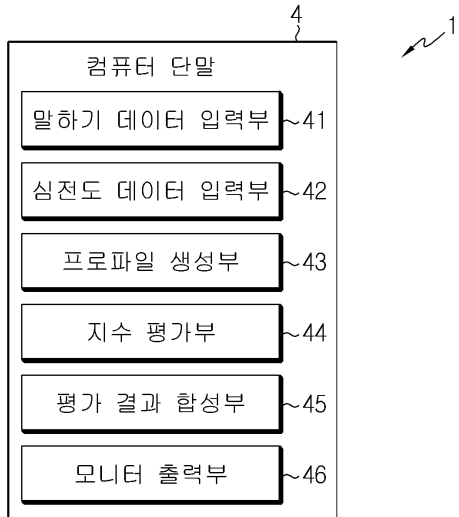 4
1
컴퓨터 단말
말하기 데이터 입력부 41
심전도 데이터 입력부 42
프로파일 생성부 43
지수 평가부 44
평가 결과 합성부 45
모니터 출력부 46